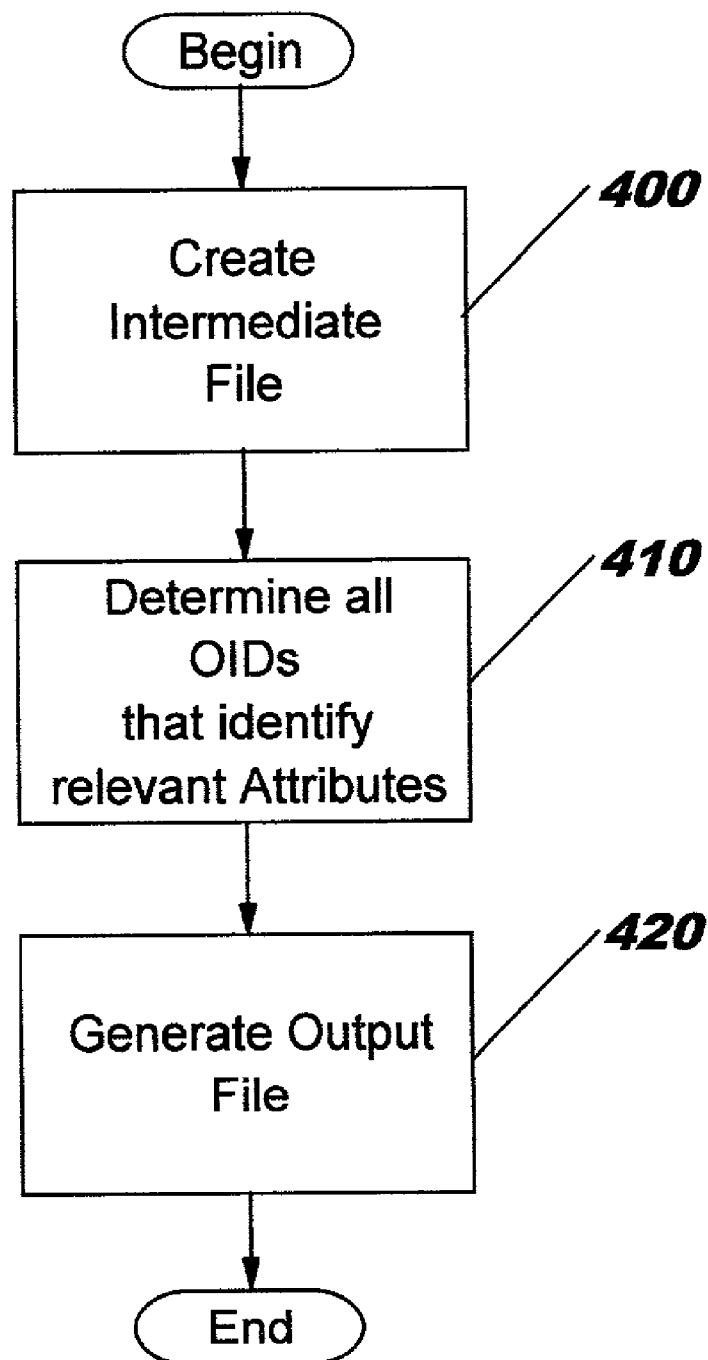 Begin
400
Create
Intermediate
File
410
Determine all
OIDs
that identify
relevant Attributes
420
Generate Output
File
End